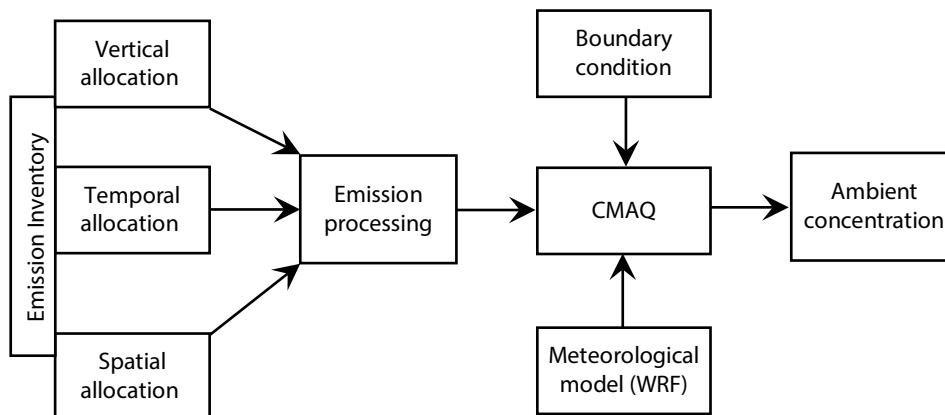 Emission Inventory
Vertical
allocation
Temporal
allocation
Spatial
allocation
Emission
processing
Boundary
condition
CMAQ
Meteorological
model (WRF)
Ambient
concentration